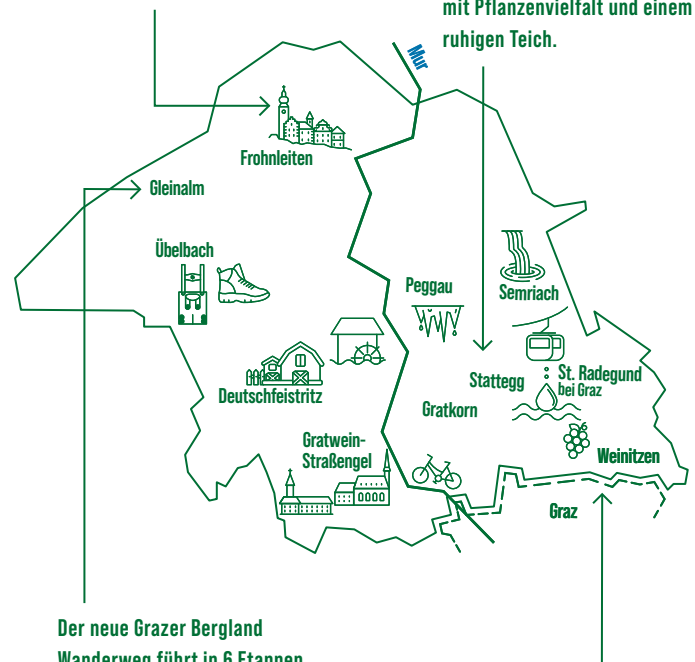 mit Pflanzenvielfalt und einem
ruhigen Teich.
Mur
Frohnleiten
Gleinalm
Übelbach
Peggau
Semriach
Deutschfeistritz
Stattegg
St. Radegund
bei Graz
Gratkorn
Gratwein-
Straßengel
Weinitzen
Graz
Der neue Grazer Bergland
Wanderweg führt in 6 Etappen